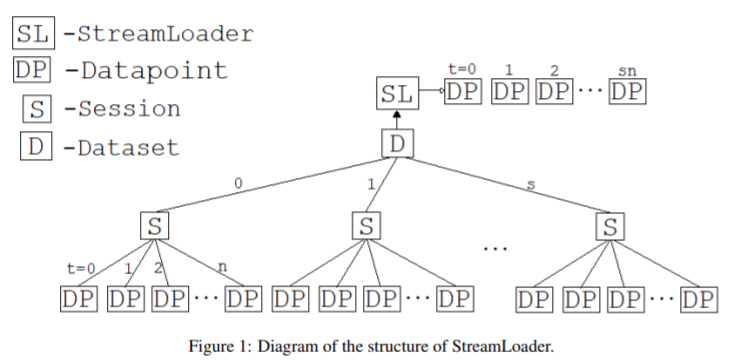 SL -StreamLoader
DP -Datapoint
S -Session
D -Dataset
t=0 1 2 sn
SL DP DP DP ... DP
D
0 1 s
S S ... S
t=0 1 2 n
DP DP DP ... DP DP DP DP ... DP DP DP DP ... DP
Figure 1: Diagram of the structure of StreamLoader.